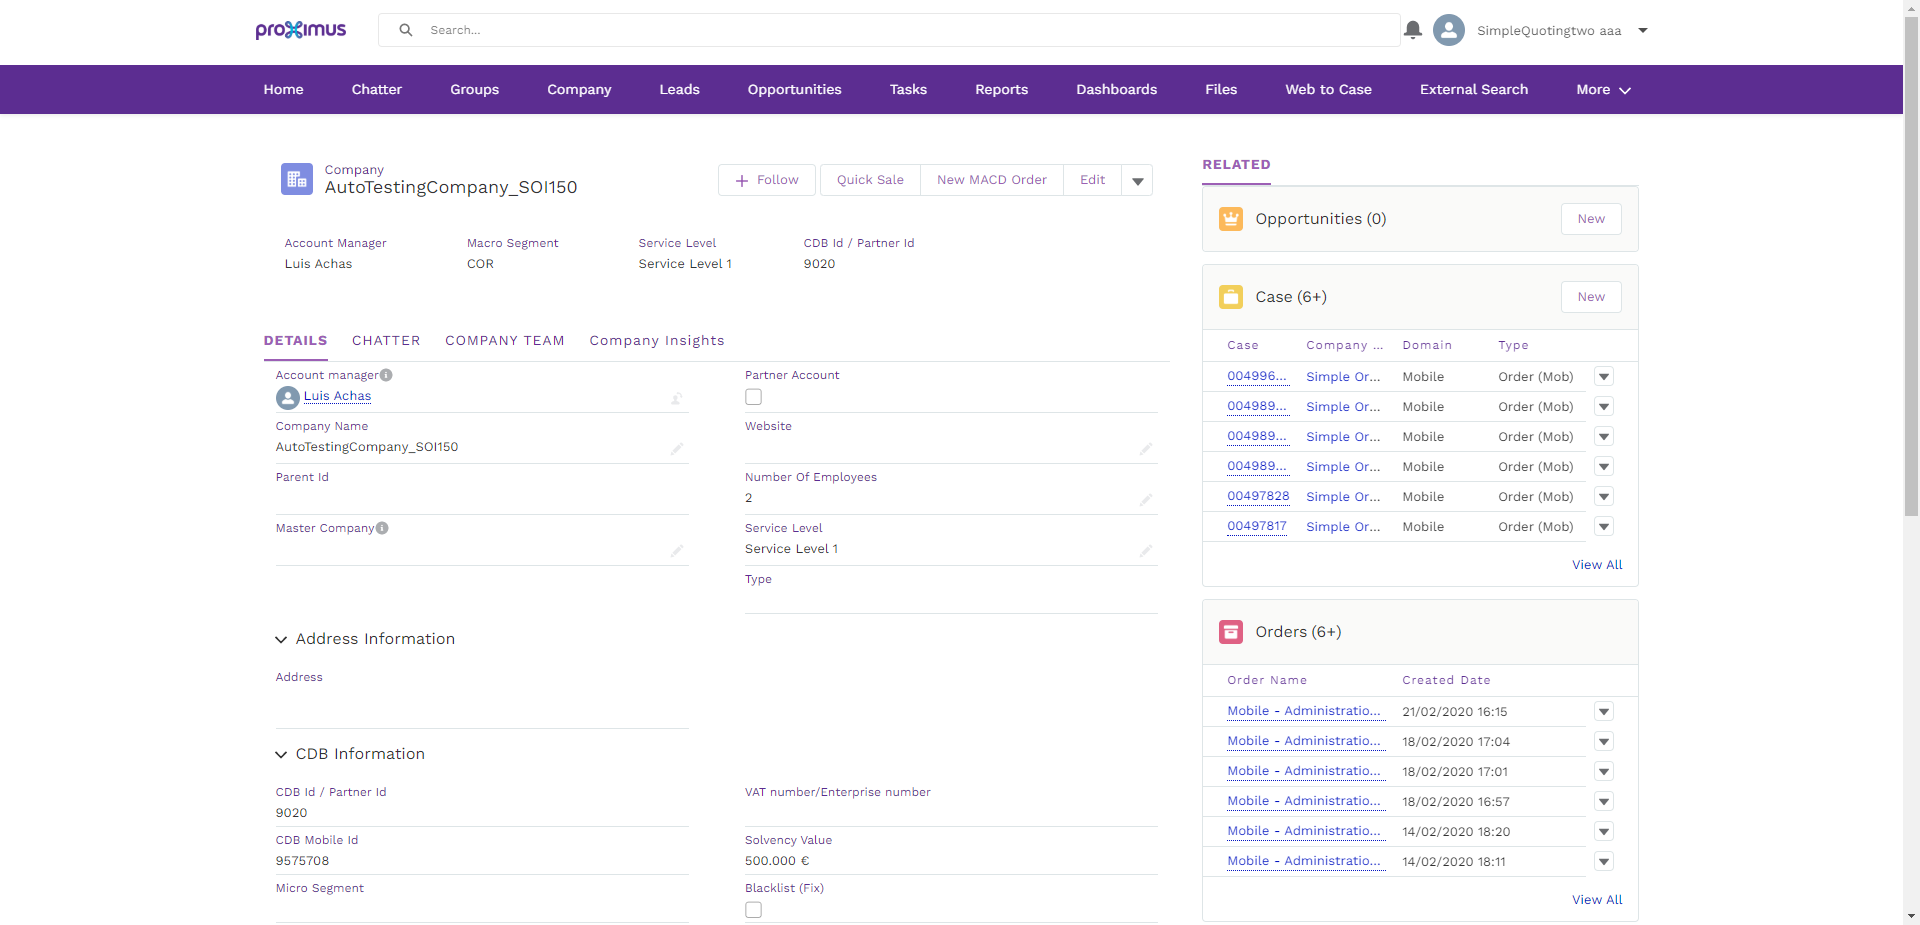 proximus
Search...
SimpleQuotingtwo aaa
Home Chatter Groups Company Leads Opportunities Tasks Reports Dashboards Files Web to Case External Search More
Company
AutoTestingCompany_SOI150
Follow Quick Sale New MACD Order Edit
Account Manager Macro Segment Service Level CDB Id / Partner Id
Luis Achas COR Service Level 1 9020
DETAILS CHATTER COMPANY TEAM Company Insights
Account manager
Luis Achas
Partner Account
Company Name
AutoTestingCompany_SOI150
Website
Parent Id
Number Of Employees
2
Master Company
Service Level
Service Level 1
Type
Address Information
Address
CDB Information
CDB Id / Partner Id
9020
VAT number/Enterprise number
CDB Mobile Id
9575708
Solvency Value
500.000 €
Micro Segment
Blacklist (Fix)
RELATED
Opportunities (0) New
Case (6+) New
Case Company ... Domain Type
004996... Simple Or... Mobile Order (Mob)
004989... Simple Or... Mobile Order (Mob)
004989... Simple Or... Mobile Order (Mob)
004989... Simple Or... Mobile Order (Mob)
00497828 Simple Or... Mobile Order (Mob)
00497817 Simple Or... Mobile Order (Mob)
View All
Orders (6+)
Order Name Created Date
Mobile - Administratio... 21/02/2020 16:15
Mobile - Administratio... 18/02/2020 17:04
Mobile - Administratio... 18/02/2020 17:01
Mobile - Administratio... 18/02/2020 16:57
Mobile - Administratio... 14/02/2020 18:20
Mobile - Administratio... 14/02/2020 18:11
View All